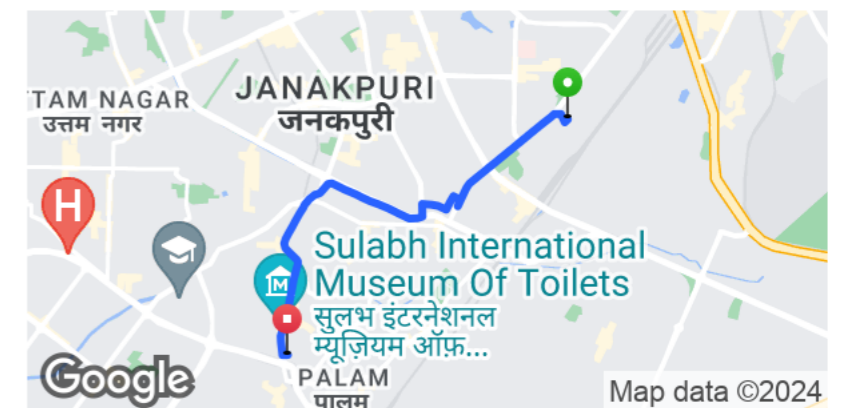 JANAKPURI
जनकपुरी
TTAM NAGAR
उत्तम नगर
H
Sulabh International
Museum Of Toilets
सुलभ इंटरनेशनल
म्यूज़ियम ऑफ़...
M
PALAM
पालम
Google
Map data ©2024